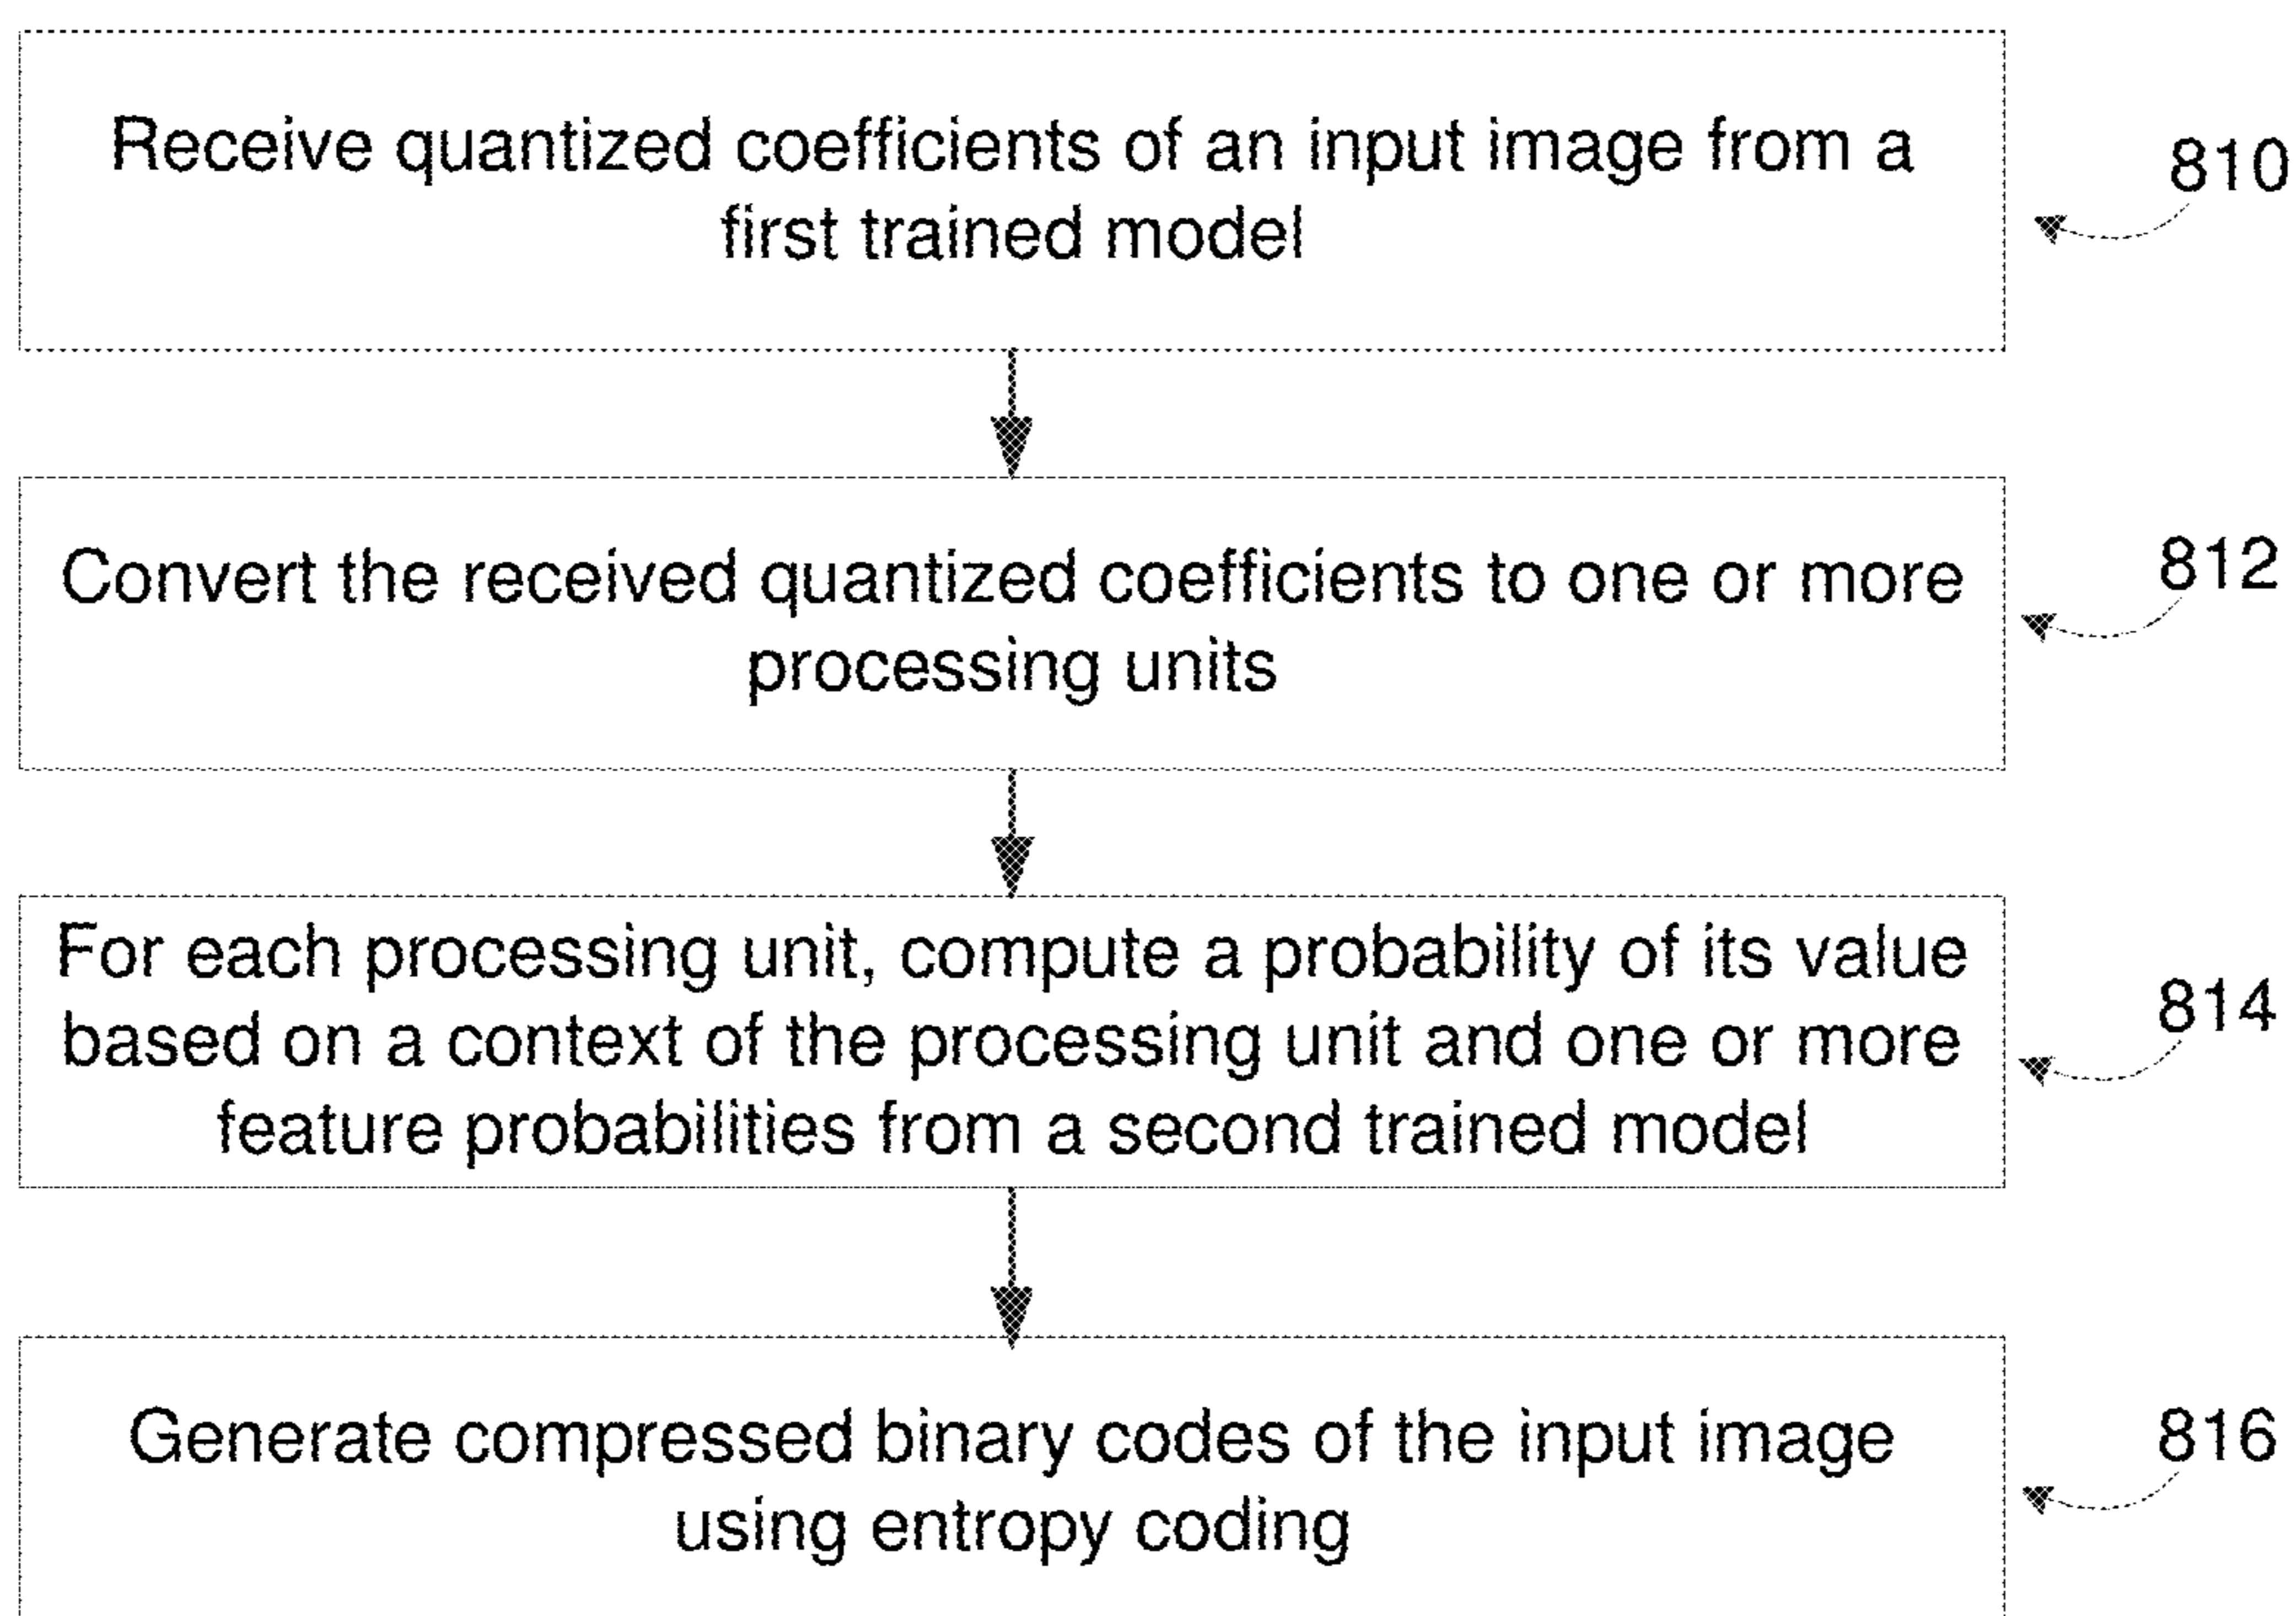 Receive quantized coefficients of an input image from a
first trained model
810
Convert the received quantized coefficients to one or more
processing units
812
For each processing unit, compute a probability of its value
based on a context of the processing unit and one or more
feature probabilities from a second trained model
814
Generate compressed binary codes of the input image
using entropy coding
816